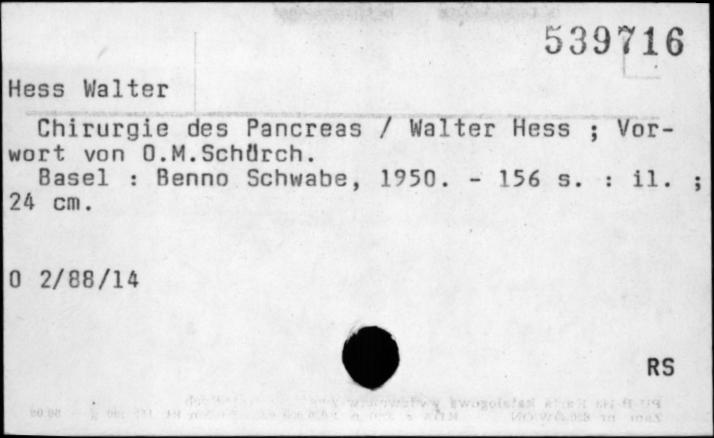 539716
Hess Walter
Chirurgie des Pancreas / Walter Hess ; Vor-
wort von O.M.Schürch.
Basel : Benno Schwabe, 1950. - 156 s. : il. ;
24 cm.
O 2/88/14
RS